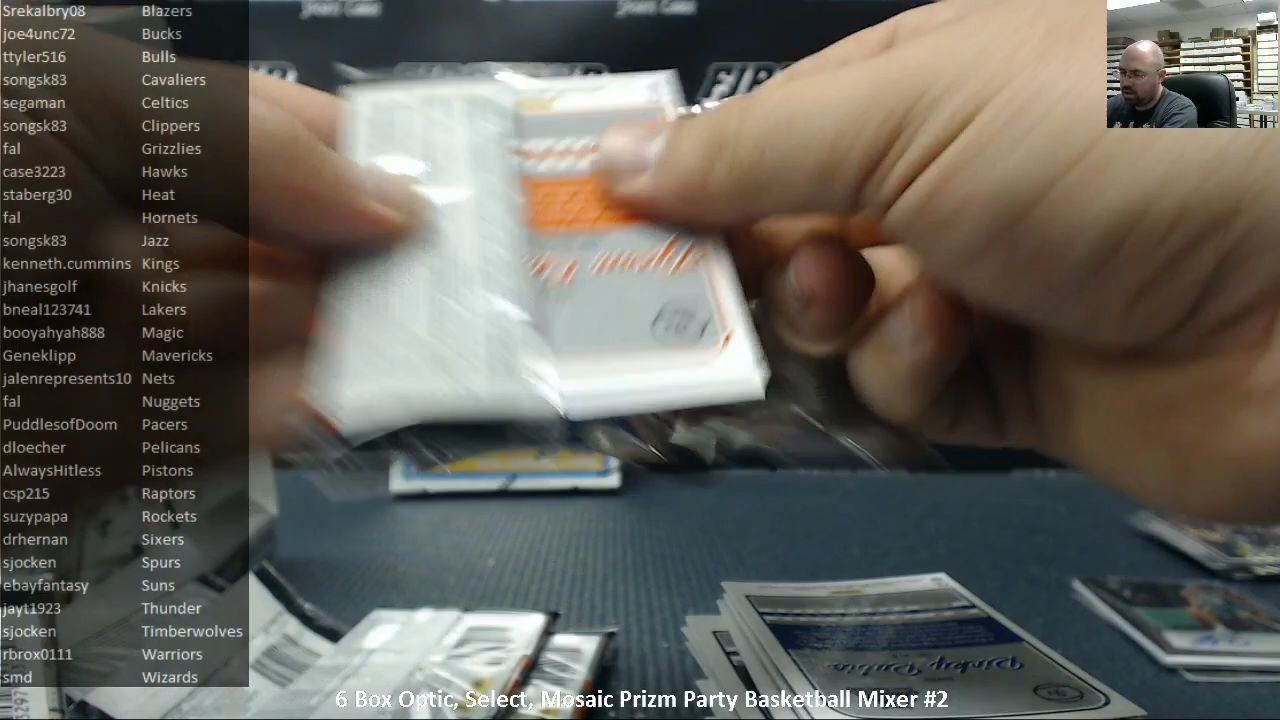 Srekalbry08 Blazers
joe4unc72 Bucks
ttyler516 Bulls
songsk83 Cavaliers
segaman Celtics
songsk83 Clippers
fal Grizzlies
case3223 Hawks
staberg30 Heat
fal Hornets
songsk83 Jazz
kenneth.cummins Kings
jhanesgolf Knicks
bneal123741 Lakers
booyahyah888 Magic
Geneklipp Mavericks
jalenrepresents10 Nets
fal Nuggets
PuddlesofDoom Pacers
dloecher Pelicans
AlwaysHitless Pistons
csp215 Raptors
suzypapa Rockets
drhernan Sixers
sjocken Spurs
ebayfantasy Suns
jayt1923 Thunder
sjocken Timberwolves
rbrox0111 Warriors
smd Wizards
6 Box Optic, Select, Mosaic Prizm Party Basketball Mixer #2